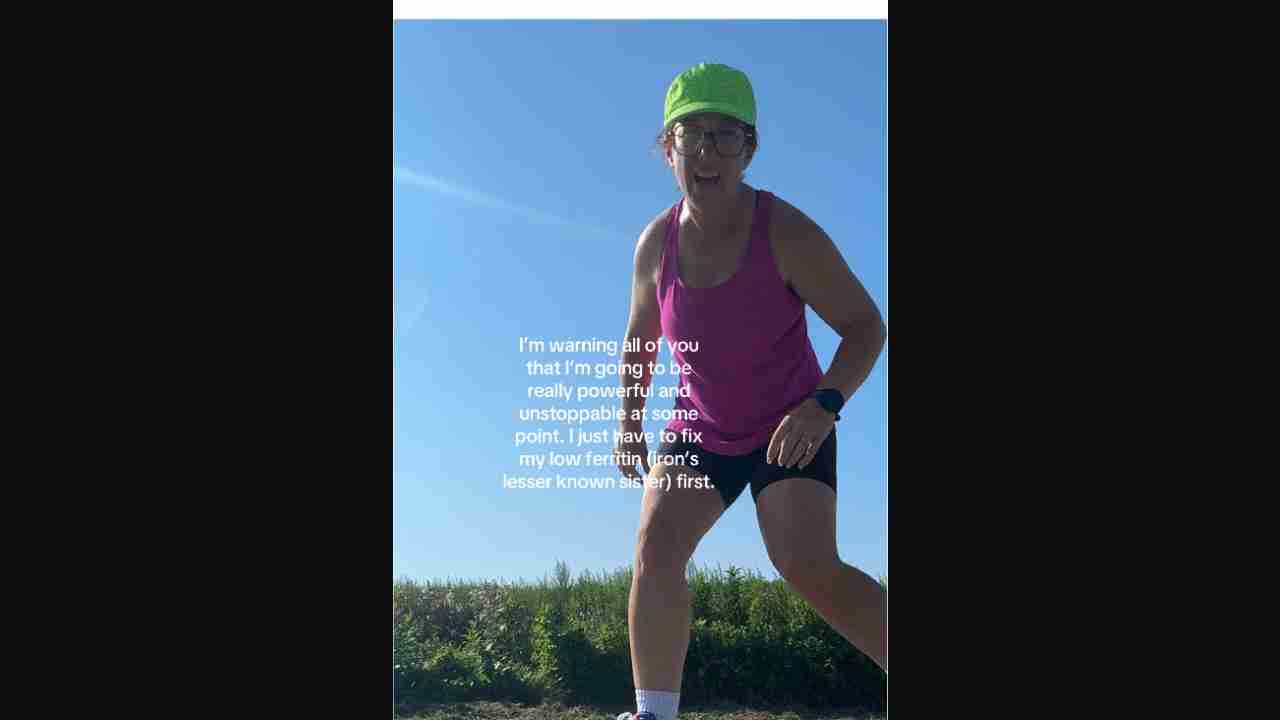 I'm warning all of you
that I'm going to be
really powerful and
unstoppable at some
point. I just have to fix
my low ferritin (iron's
lesser known sister) first.